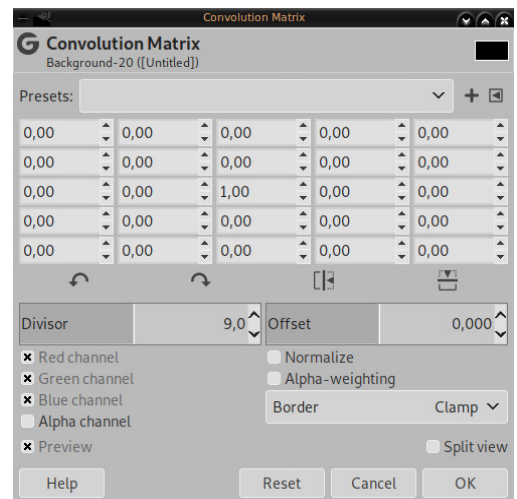 Convolution Matrix
G Convolution Matrix
Background-20 ([Untitled])
Presets:
0,00 0,00 0,00 0,00 0,00
0,00 0,00 0,00 0,00 0,00
0,00 0,00 1,00 0,00 0,00
0,00 0,00 0,00 0,00 0,00
0,00 0,00 0,00 0,00 0,00
Divisor 9,0 Offset 0,000
Red channel Normalize
Green channel Alpha-weighting
Blue channel Border Clamp
Alpha channel
Preview Split view
Help Reset Cancel OK